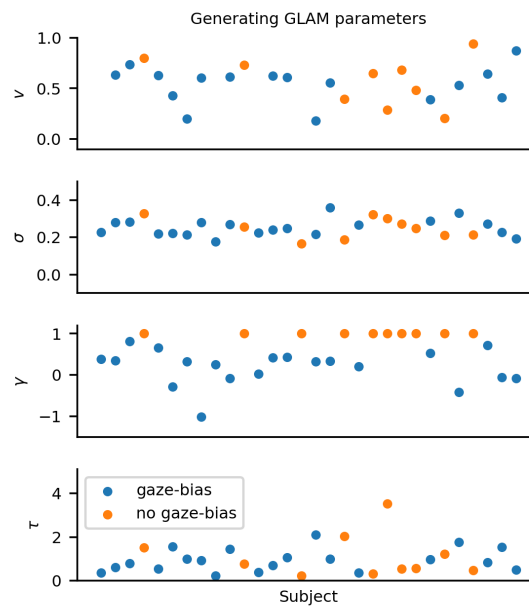 Generating GLAM parameters
1.0
0.5
0.0
v
0.4
0.2
0.0
σ
1
0
−1
γ
4
2
0
τ
gaze-bias
no gaze-bias
Subject